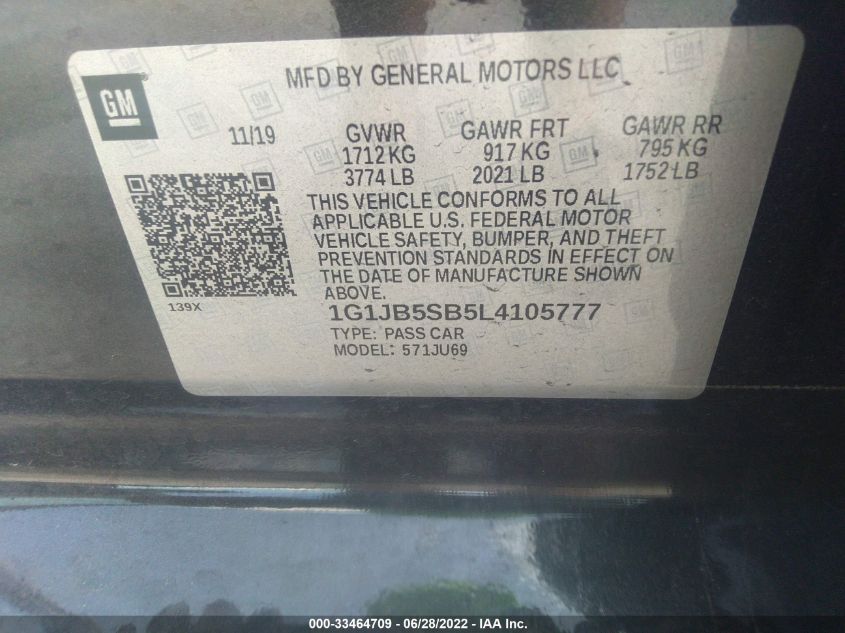 MFD BY GENERAL MOTORS LLC
GM
11/19
GVWR GAWR FRT GAWR RR
1712 KG 917 KG 795 KG
3774 LB 2021 LB 1752 LB
THIS VEHICLE CONFORMS TO ALL
APPLICABLE U.S. FEDERAL MOTOR
VEHICLE SAFETY, BUMPER, AND THEFT
PREVENTION STANDARDS IN EFFECT ON
THE DATE OF MANUFACTURE SHOWN
ABOVE.
139X
1G1JB5SB5L4105777
TYPE: PASS CAR
MODEL: 571JU69
000-33464709 - 06/28/2022 - IAA Inc.